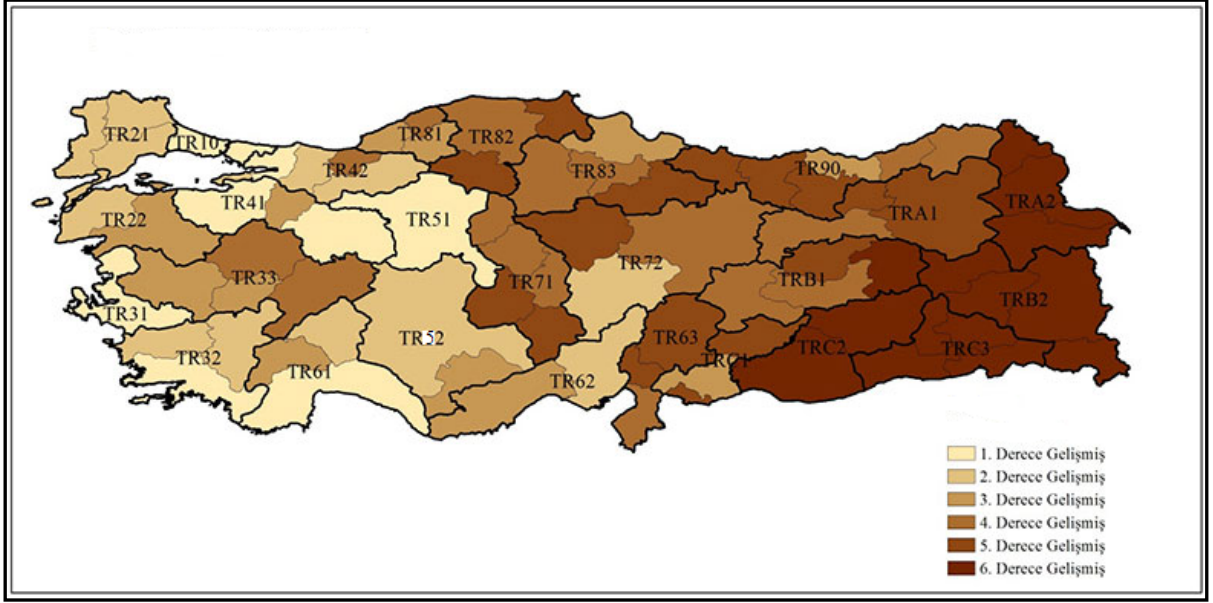 TR21
TR10
TR81
TR82
TR42
TR83
TR90
TR22
TR41
TR51
TRA1
TRA2
TR33
TR71
TR72
TRB1
TRB2
TR31
TR32
TR61
TR52
TR62
TR63
TRC1
TRC2
TRC3
1. Derece Gelişmiş
2. Derece Gelişmiş
3. Derece Gelişmiş
4. Derece Gelişmiş
5. Derece Gelişmiş
6. Derece Gelişmiş